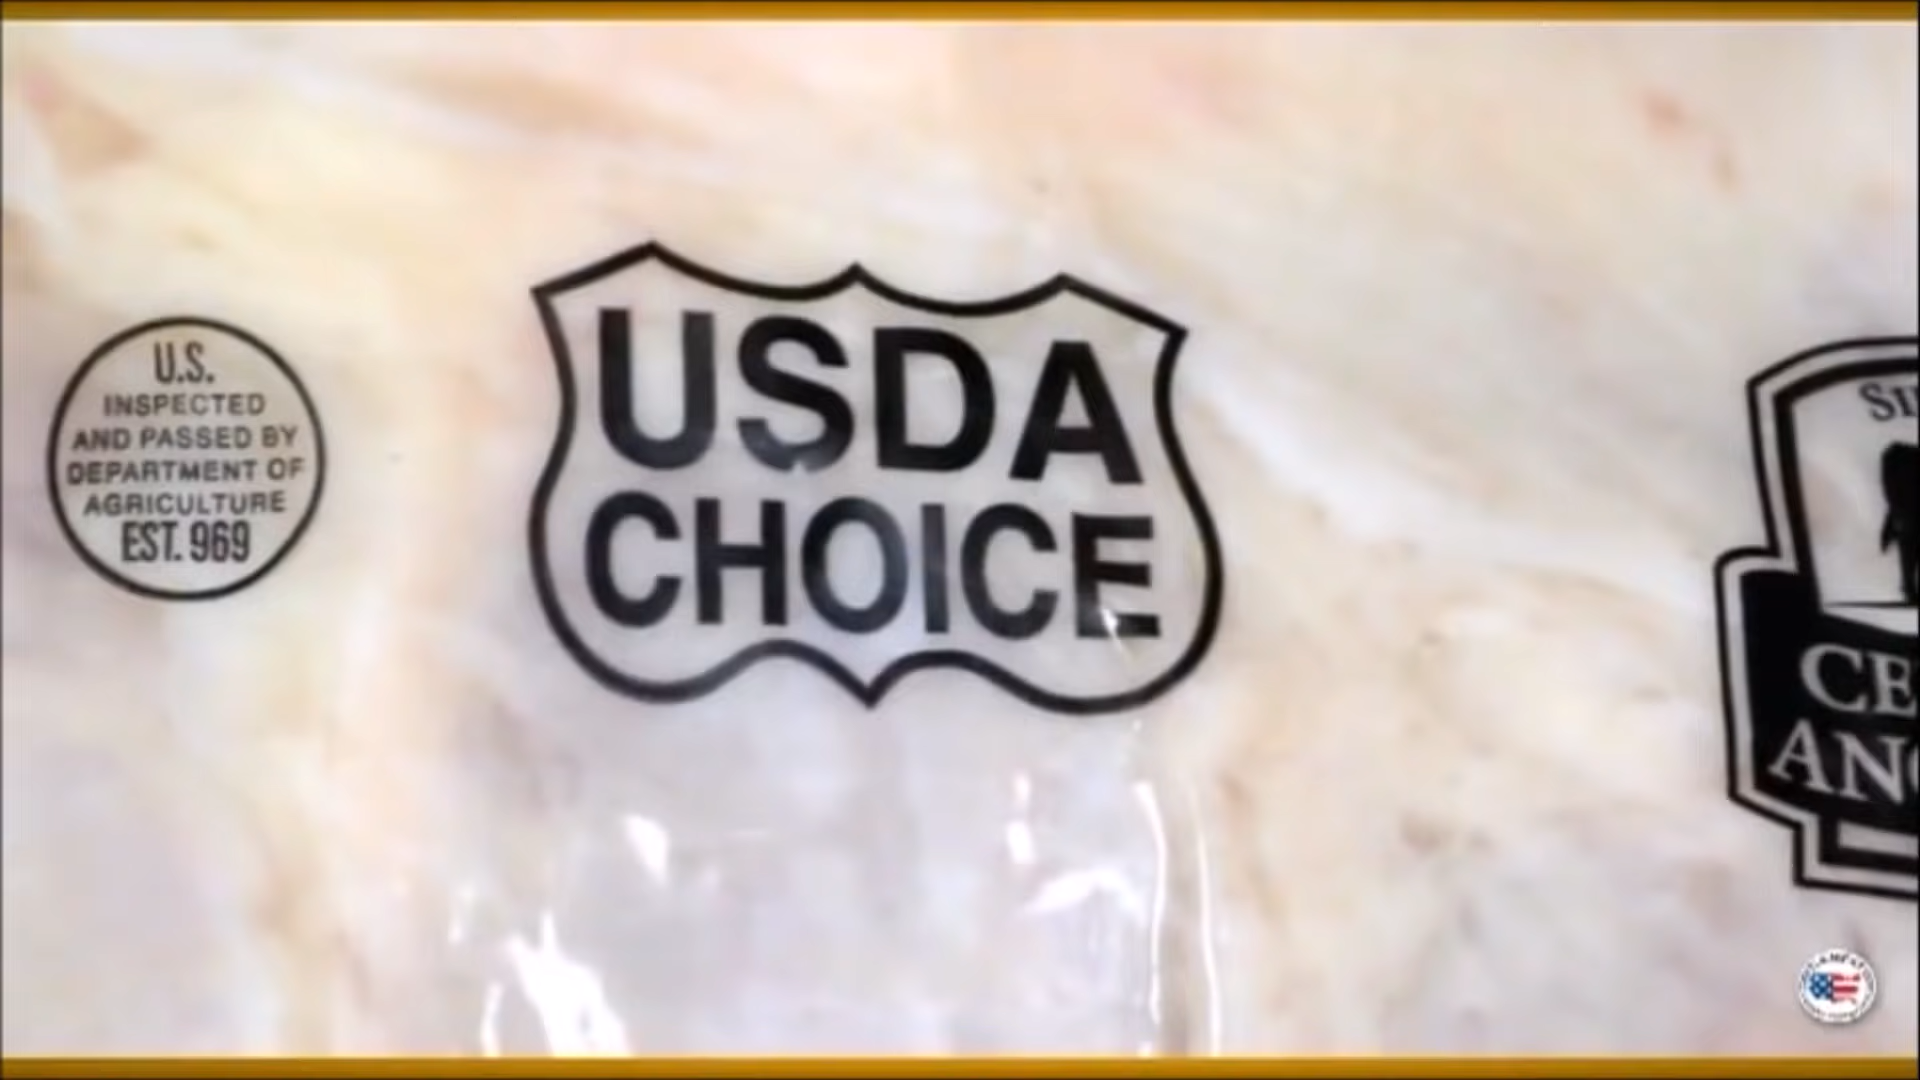 U.S.
INSPECTED
AND PASSED BY
DEPARTMENT OF
AGRICULTURE
EST. 969
USDA
CHOICE